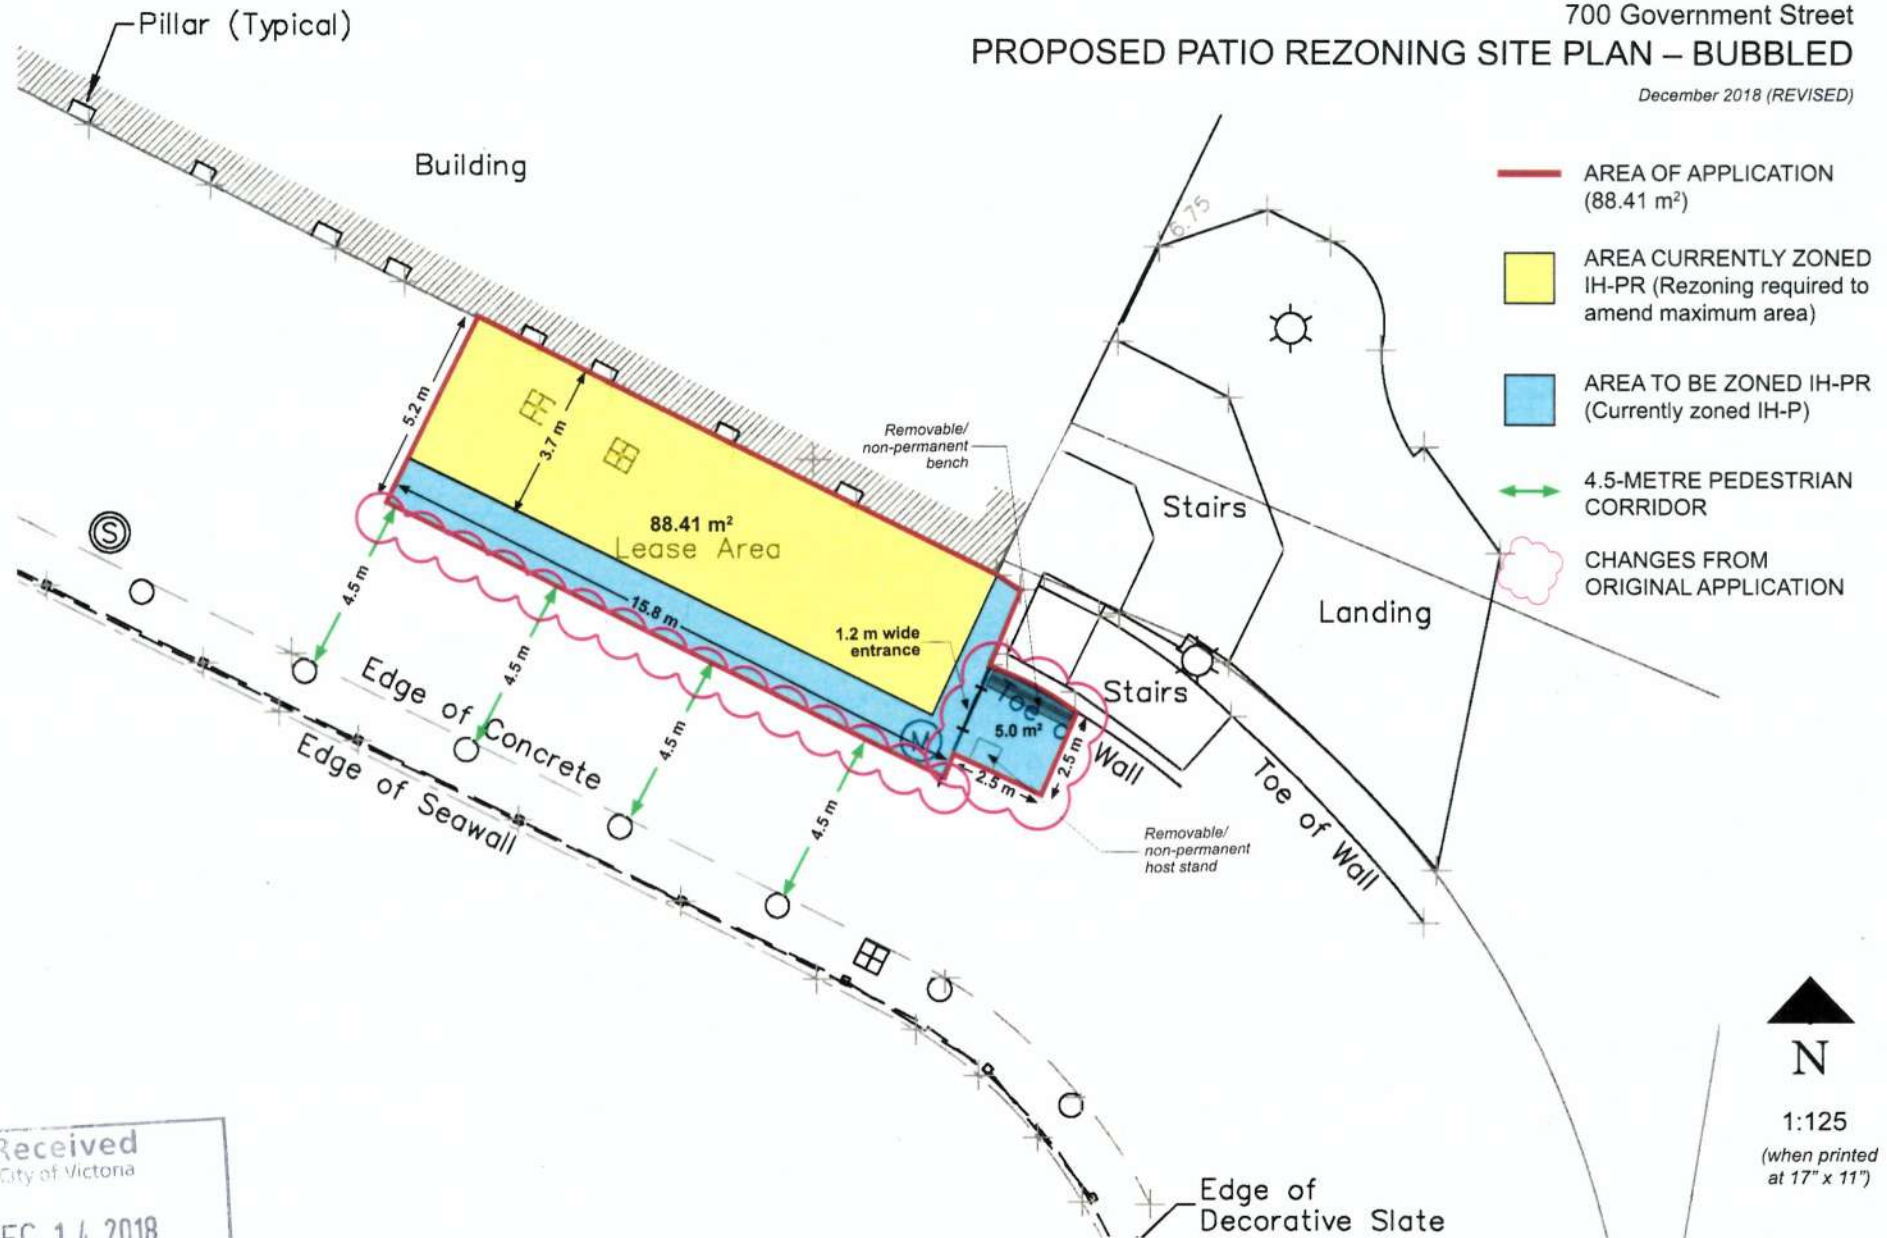 700 Government Street
PROPOSED PATIO REZONING SITE PLAN – BUBBLED
December 2018 (REVISED)
Pillar (Typical)
Building
6.75
AREA OF APPLICATION
(88.41 m²)
AREA CURRENTLY ZONED
IH-PR (Rezoning required to
amend maximum area)
AREA TO BE ZONED IH-PR
(Currently zoned IH-P)
4.5-METRE PEDESTRIAN
CORRIDOR
CHANGES FROM
ORIGINAL APPLICATION
5.2 m
3.7 m
Removable/
non-permanent
bench
88.41 m²
Lease Area
15.8 m
1.2 m wide
entrance
Stairs
Landing
Stairs
S
M
Toe
5.0 m²
2.5 m
2.5 m
Wall
Toe of Wall
4.5 m
4.5 m
4.5 m
4.5 m
Edge of Concrete
Edge of Seawall
Removable/
non-permanent
host stand
N
1:125
(when printed
at 17" x 11")
Edge of
Decorative Slate
Received
City of Victoria
14 2018